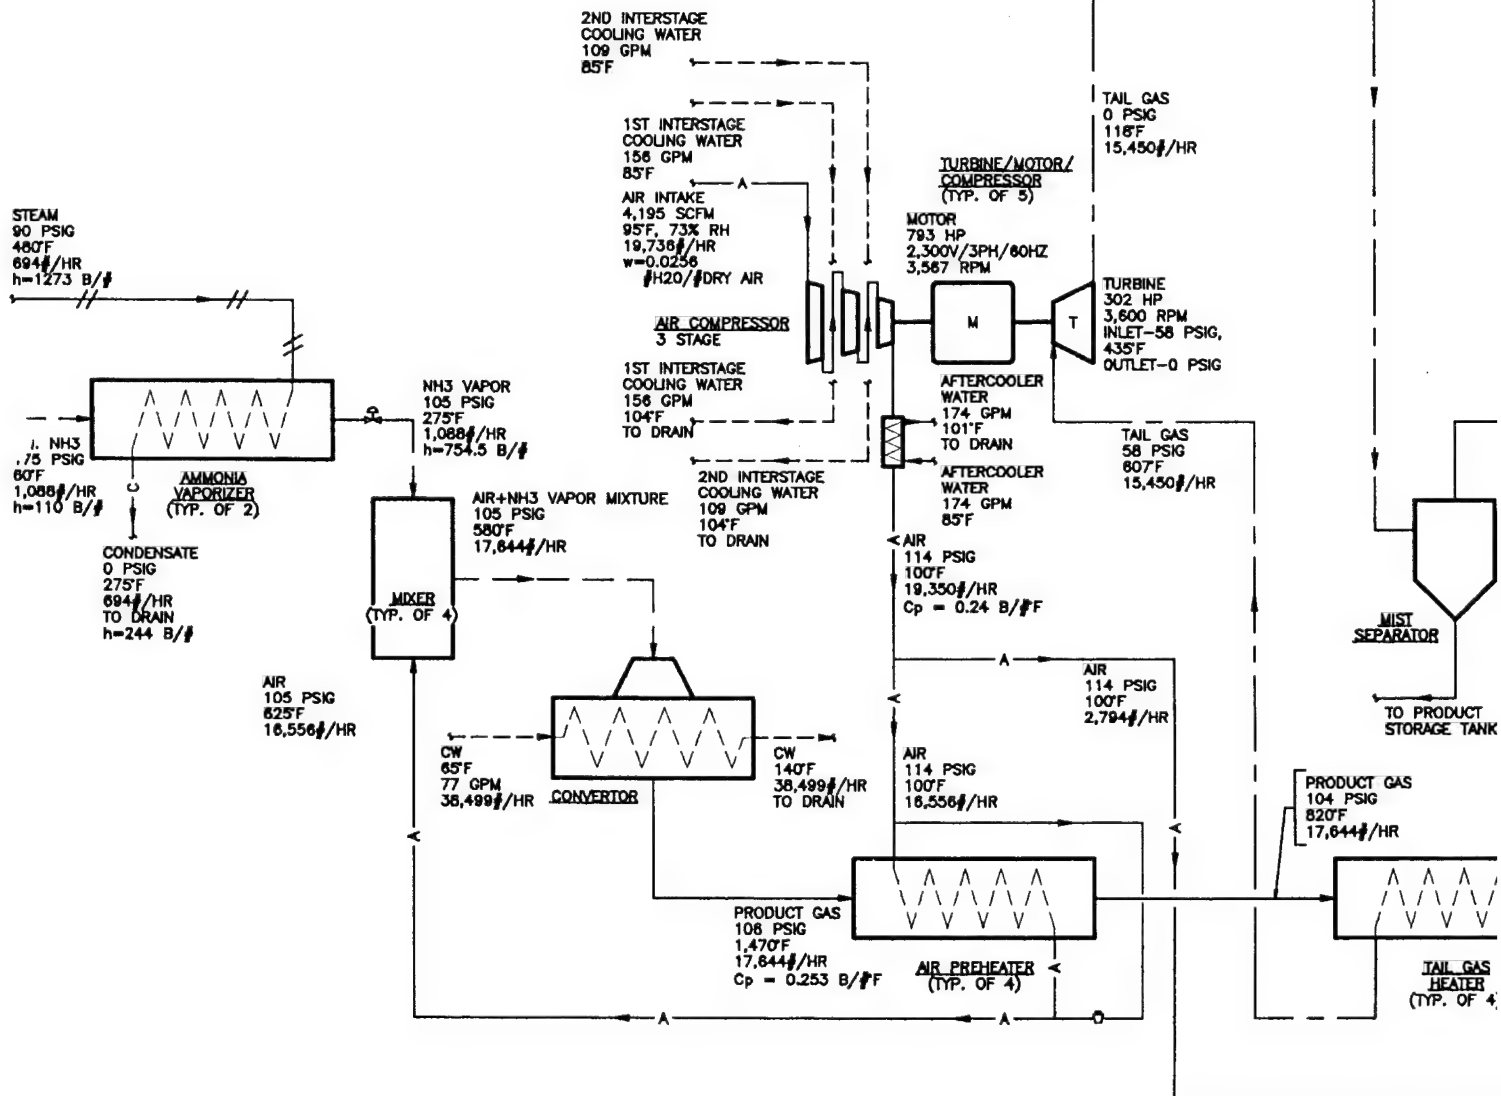 2ND INTERSTAGE
COOLING WATER
109 GPM
85°F
1ST INTERSTAGE
COOLING WATER
156 GPM
85°F
A
AIR INTAKE
4,195 SCFM
95°F, 73% RH
19,736#/HR
w=0.0256
#H20/#DRY AIR
TAIL GAS
0 PSIG
118°F
15,450#/HR
TURBINE/MOTOR/
COMPRESSOR
(TYP. OF 5)
MOTOR
793 HP
2,300V/3PH/60HZ
3,567 RPM
STEAM
90 PSIG
480°F
694#/HR
h=1273 B/#
AIR COMPRESSOR
3 STAGE
M
T
TURBINE
302 HP
3,600 RPM
INLET-58 PSIG,
435°F
OUTLET-0 PSIG
1ST INTERSTAGE
COOLING WATER
156 GPM
104°F
TO DRAIN
AFTERCOOLER
WATER
174 GPM
101°F
TO DRAIN
NH3 VAPOR
105 PSIG
275°F
1,088#/HR
h=754.5 B/#
TAIL GAS
58 PSIG
607°F
15,450#/HR
NH3
75 PSIG
60°F
1,088#/HR
h=110 B/#
C
AMMONIA
VAPORIZER
(TYP. OF 2)
2ND INTERSTAGE
COOLING WATER
109 GPM
104°F
TO DRAIN
AFTERCOOLER
WATER
174 GPM
85°F
AIR+NH3 VAPOR MIXTURE
105 PSIG
580°F
17,644#/HR
A
AIR
114 PSIG
100°F
19,350#/HR
Cp = 0.24 B/#°F
CONDENSATE
0 PSIG
275°F
694#/HR
TO DRAIN
h=244 B/#
MIXER
(TYP. OF 4)
MIST
SEPARATOR
A
A
AIR
114 PSIG
100°F
2,794#/HR
AIR
105 PSIG
625°F
16,556#/HR
TO PRODUCT
STORAGE TANK
CW
65°F
77 GPM
38,499#/HR
CONVERTOR
CW
140°F
38,499#/HR
TO DRAIN
AIR
114 PSIG
100°F
16,556#/HR
PRODUCT GAS
104 PSIG
820°F
17,644#/HR
A
A
PRODUCT GAS
106 PSIG
1,470°F
17,644#/HR
Cp = 0.253 B/#°F
AIR PREHEATER
(TYP. OF 4)
A
TAIL GAS
HEATER
(TYP. OF 4)
A
A